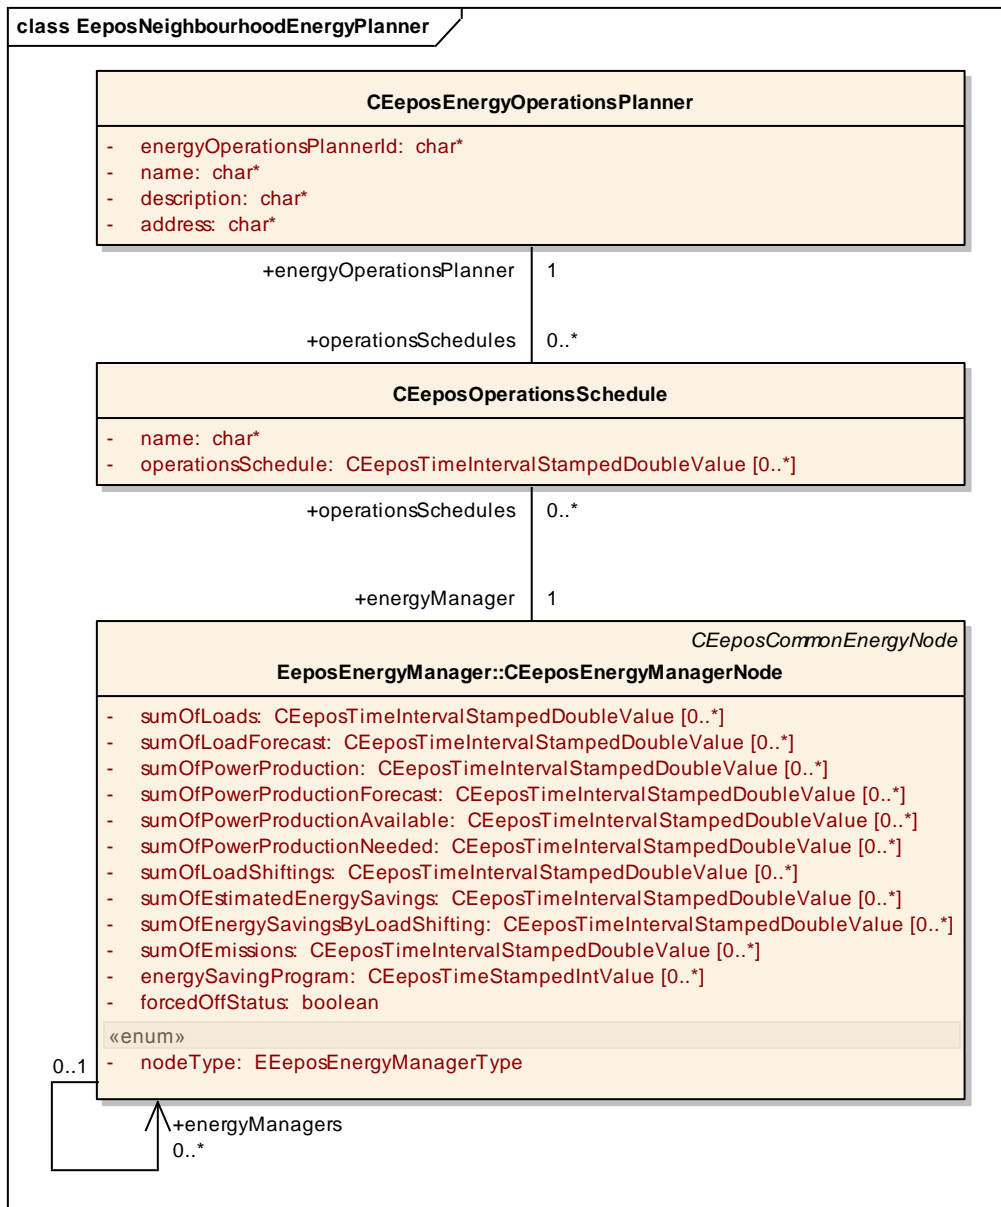 class EeposNeighbourhoodEnergyPlanner
CEeposEnergyOperationsPlanner
- energyOperationsPlannerId: char*
- name: char*
- description: char*
- address: char*
+energyOperationsPlanner 1
+operationsSchedules 0..*
CEeposOperationsSchedule
- name: char*
- operationsSchedule: CEeposTimeIntervalStampedDoubleValue [0..*]
+operationsSchedules 0..*
+energyManager 1
CEeposCommonEnergyNode
EeposEnergyManager::CEeposEnergyManagerNode
- sumOfLoads: CEeposTimeIntervalStampedDoubleValue [0..*]
- sumOfLoadForecast: CEeposTimeIntervalStampedDoubleValue [0..*]
- sumOfPowerProduction: CEeposTimeIntervalStampedDoubleValue [0..*]
- sumOfPowerProductionForecast: CEeposTimeIntervalStampedDoubleValue [0..*]
- sumOfPowerProductionAvailable: CEeposTimeIntervalStampedDoubleValue [0..*]
- sumOfPowerProductionNeeded: CEeposTimeIntervalStampedDoubleValue [0..*]
- sumOfLoadShiftings: CEeposTimeIntervalStampedDoubleValue [0..*]
- sumOfEstimatedEnergySavings: CEeposTimeIntervalStampedDoubleValue [0..*]
- sumOfEnergySavingsByLoadShifting: CEeposTimeIntervalStampedDoubleValue [0..*]
- sumOfEmissions: CEeposTimeIntervalStampedDoubleValue [0..*]
- energySavingProgram: CEeposTimeStampedIntValue [0..*]
- forcedOffStatus: boolean
«enum»
- nodeType: EEeposEnergyManagerType
0..1
+energyManagers
0..*